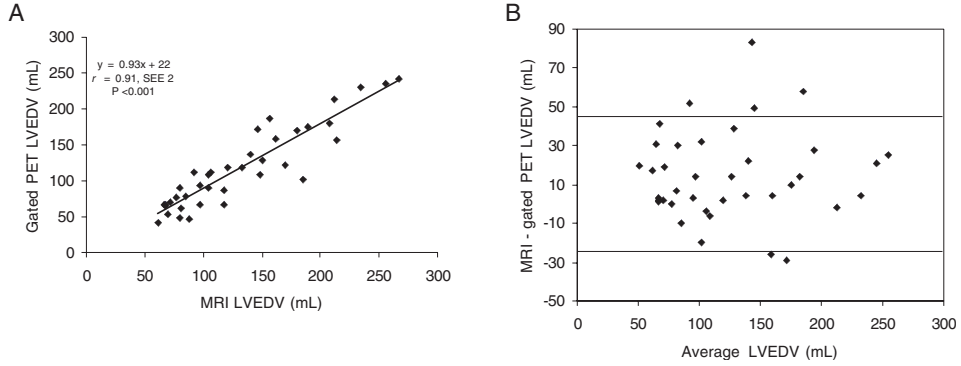 A
Gated PET LVEDV (mL)
300
250
200
150
100
50
0
y = 0.93x + 22
r = 0.91, SEE 2
P <0.001
0 50 100 150 200 250 300
MRI LVEDV (mL)
B
MRI - gated PET LVEDV (mL)
90
70
50
30
10
-10
-30
-50
0 50 100 150 200 250 300
Average LVEDV (mL)